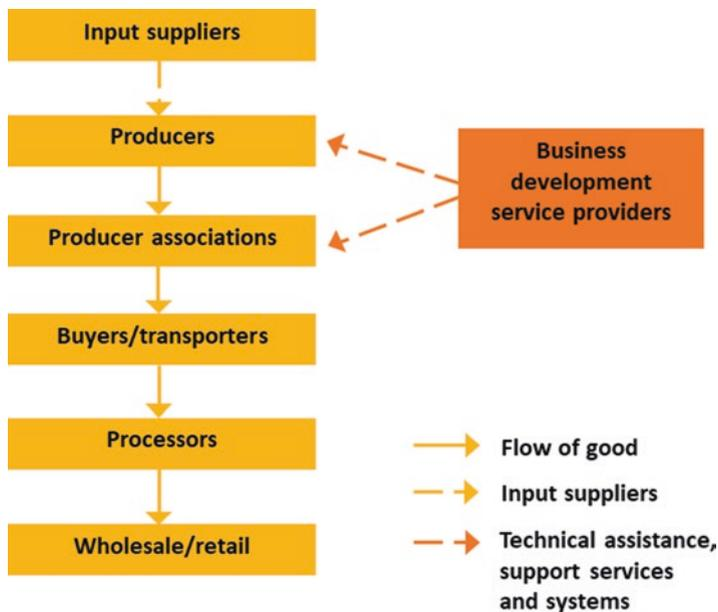 Input suppliers
Producers
Producer associations
Buyers/transporters
Processors
Wholesale/retail
Business
development
service providers
Flow of good
Input suppliers
Technical assistance,
support services
and systems